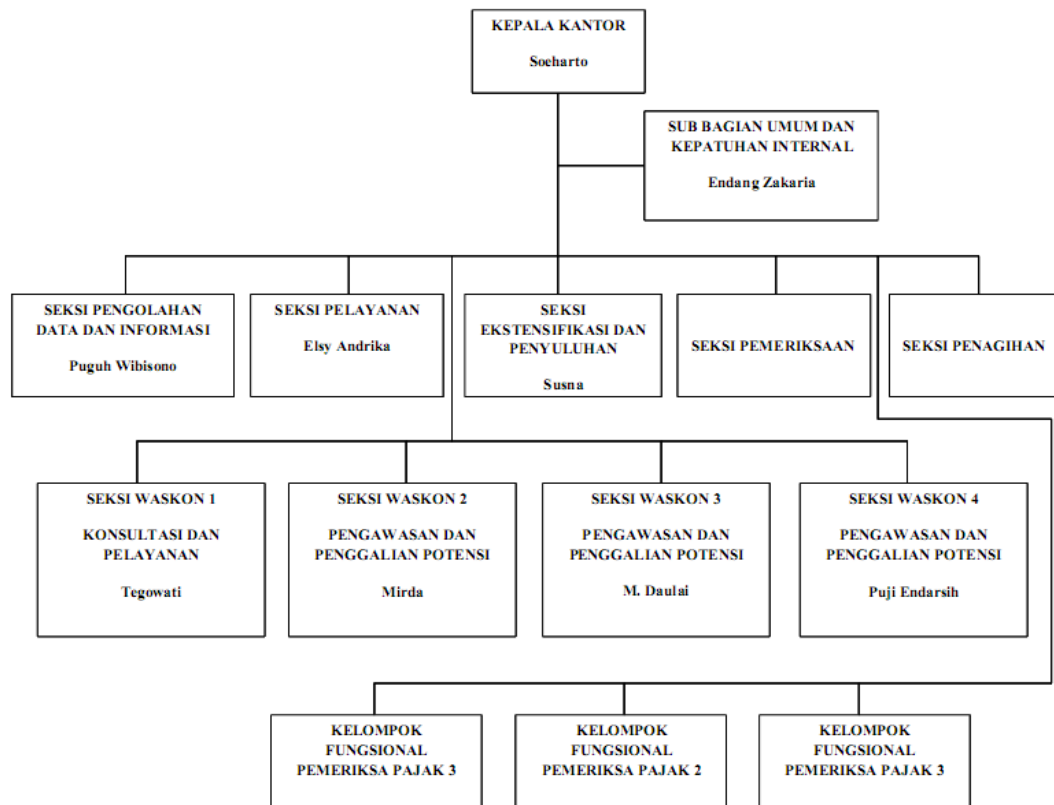 KEPALA KANTOR
Soeharto
SUB BAGIAN UMUM DAN
KEPATUHAN INTERNAL
Endang Zakaria
SEKSI PENGOLAHAN
DATA DAN INFORMASI
Puguh Wibisono
SEKSI PELAYANAN
Elsy Andrika
SEKSI
EKSTENSIFIKASI DAN
PENYULUHAN
Susna
SEKSI PEMERIKSAAN
SEKSI PENAGIHAN
SEKSI WASKON 1
KONSULTASI DAN
PELAYANAN
Tegowati
SEKSI WASKON 2
PENGAWASAN DAN
PENGGALIAN POTENSI
Mirda
SEKSI WASKON 3
PENGAWASAN DAN
PENGGALIAN POTENSI
M. Daulai
SEKSI WASKON 4
PENGAWASAN DAN
PENGGALIAN POTENSI
Puji Endarsih
KELOMPOK
FUNGSIONAL
PEMERIKSA PAJAK 3
KELOMPOK
FUNGSIONAL
PEMERIKSA PAJAK 2
KELOMPOK
FUNGSIONAL
PEMERIKSA PAJAK 3